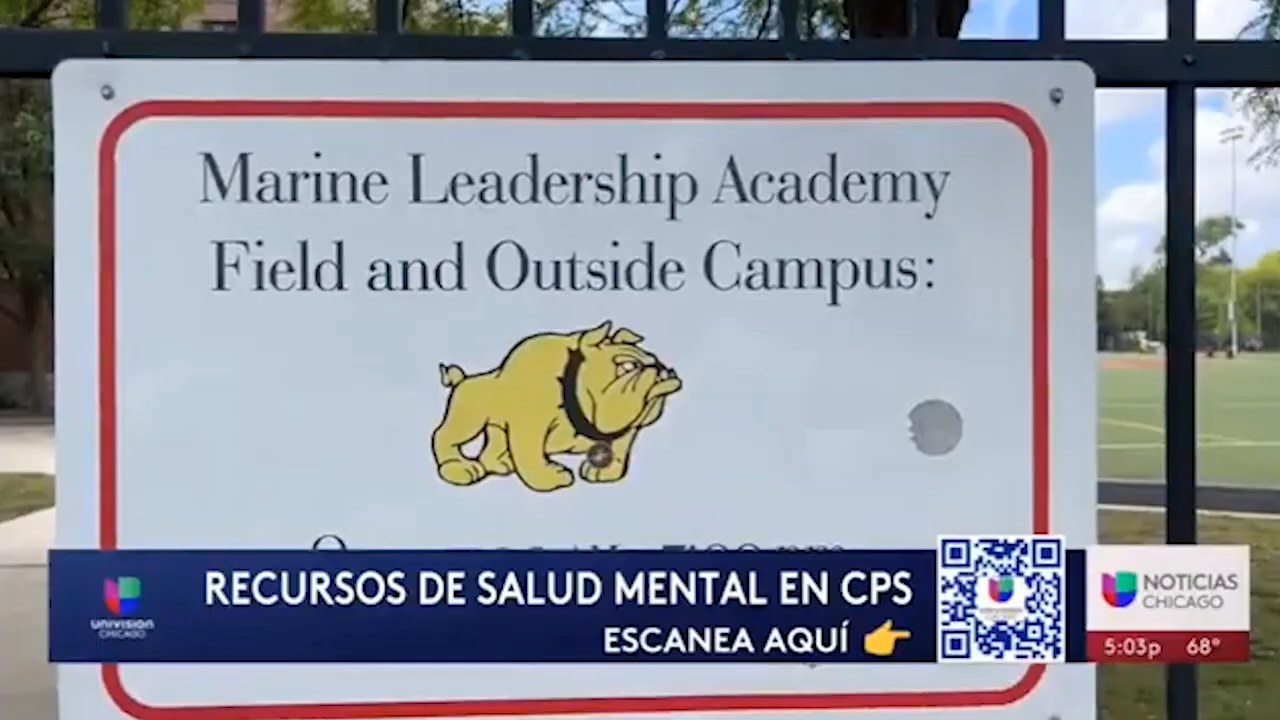 Marine Leadership Academy
Field and Outside Campus:
RECURSOS DE SALUD MENTAL EN CPS
ESCANEA AQUÍ
UNIVISION
CHICAGO
NOTICIAS
CHICAGO
5:03p 68°